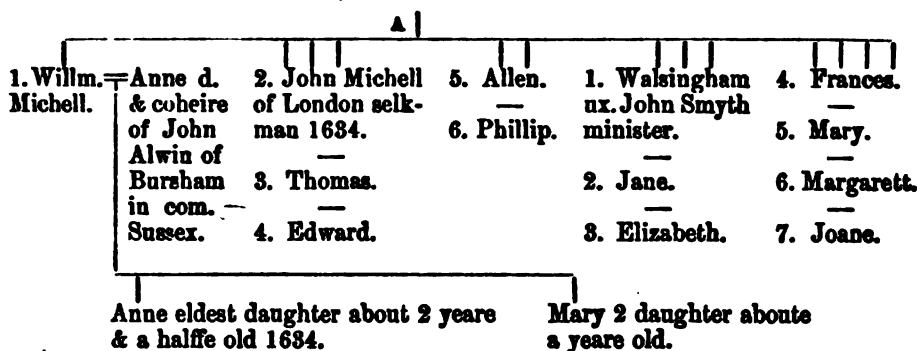 A
1. Willm.
Michell.
Anne d.
& coheire
of John
Alwin of
Bursham
in com.
Sussex.
2. John Michell
of London selk-
man 1634.
3. Thomas.
4. Edward.
5. Allen.
6. Phillip.
1. Walsingham
ux. John Smyth
minister.
2. Jane.
3. Elizabeth.
4. Frances.
5. Mary.
6. Margarett.
7. Joane.
Anne eldest daughter about 2 yeare
& a halffe old 1634.
Mary 2 daughter aboute
a yeare old.